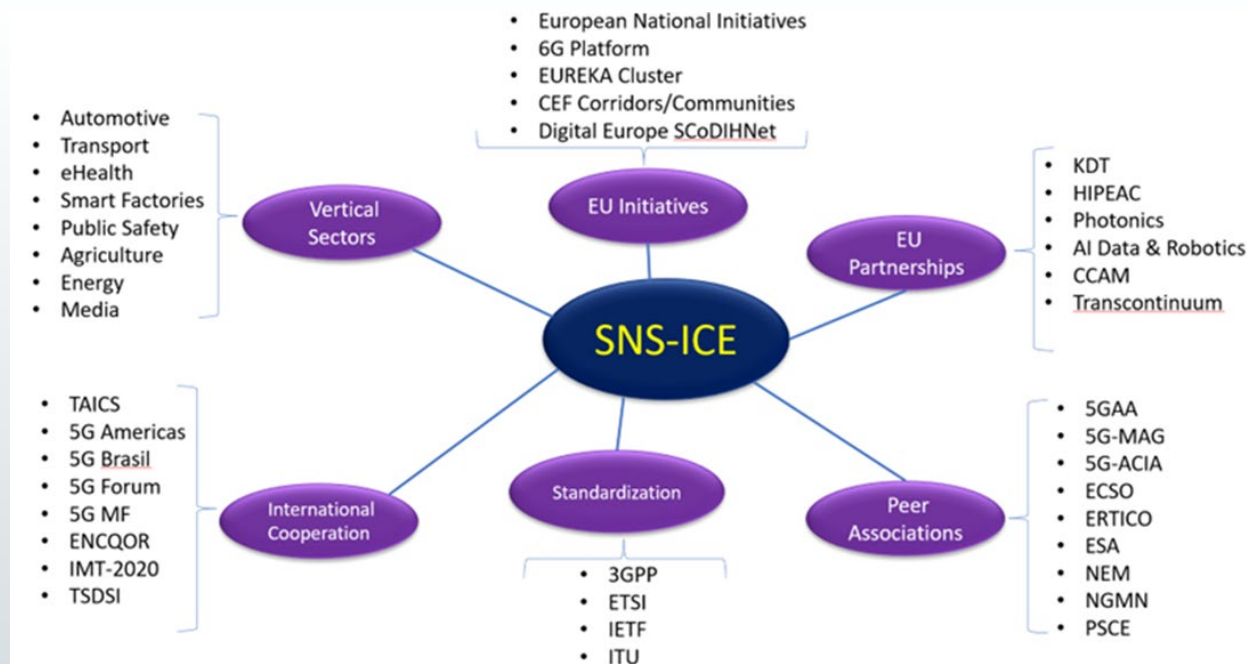 • European National Initiatives
• 6G Platform
• EUREKA Cluster
• CEF Corridors/Communities
• Digital Europe SCoDIHNet
EU Initiatives
• Automotive
• Transport
• eHealth
• Smart Factories
• Public Safety
• Agriculture
• Energy
• Media
Vertical
Sectors
• KDT
• HIPEAC
• Photonics
• AI Data & Robotics
• CCAM
• Transcontinuum
EU
Partnerships
SNS-ICE
• TAICS
• 5G Americas
• 5G Brasil
• 5G Forum
• 5G MF
• ENCQOR
• IMT-2020
• TSDSI
International
Cooperation
Standardization
• 3GPP
• ETSI
• IETF
• ITU
Peer
Associations
• 5GAA
• 5G-MAG
• 5G-ACIA
• ECSO
• ERTICO
• ESA
• NEM
• NGMN
• PSCE